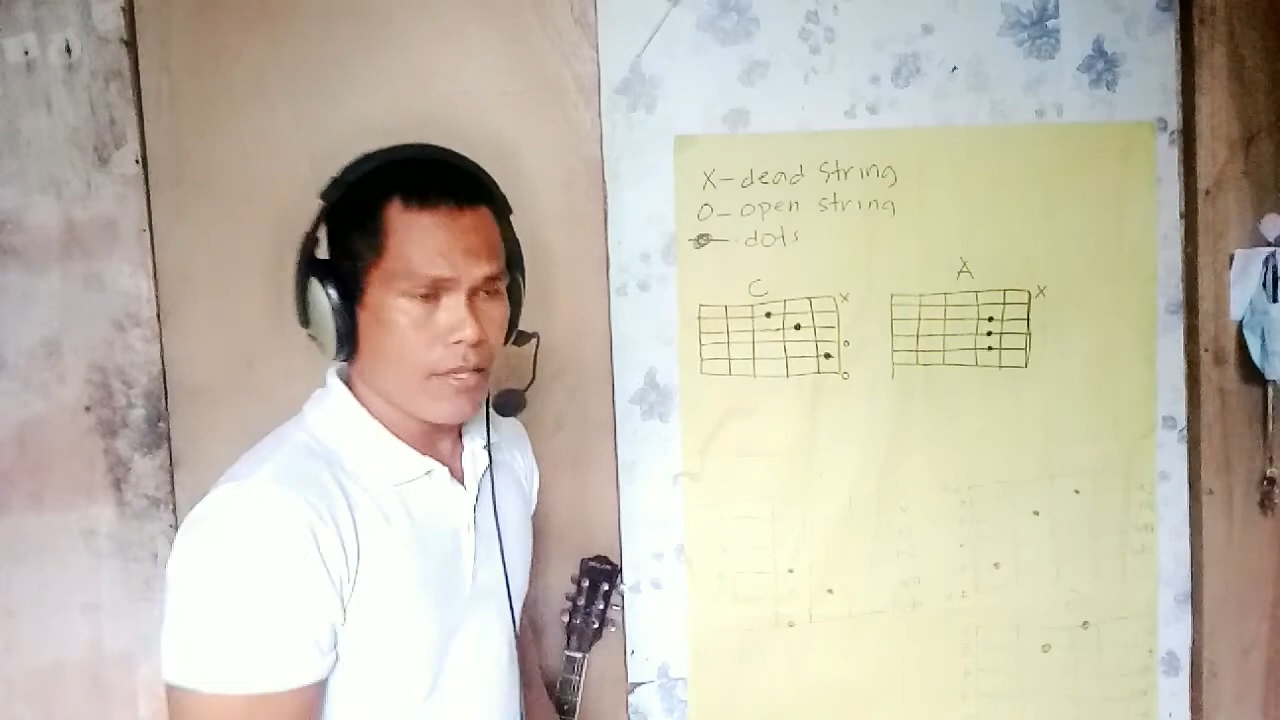 X-dead string
O-open string
-dots
C
A
X
X
O
O